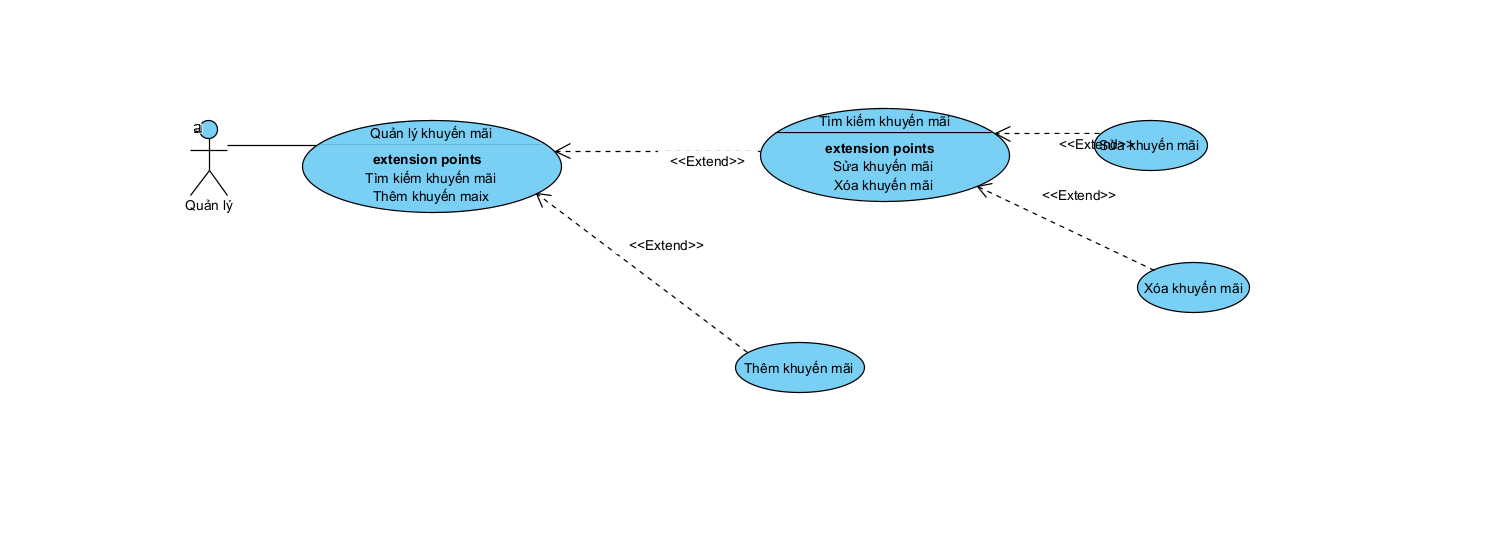 a
Quản lý
Quản lý khuyến mãi
extension points
Tìm kiếm khuyến mãi
Thêm khuyến maix
<<Extend>>
<<Extend>>
Tìm kiếm khuyến mãi
extension points
Sửa khuyến mãi
Xóa khuyến mãi
<<Extend>>
Sửa khuyến mãi
<<Extend>>
Xóa khuyến mãi
Thêm khuyến mãi